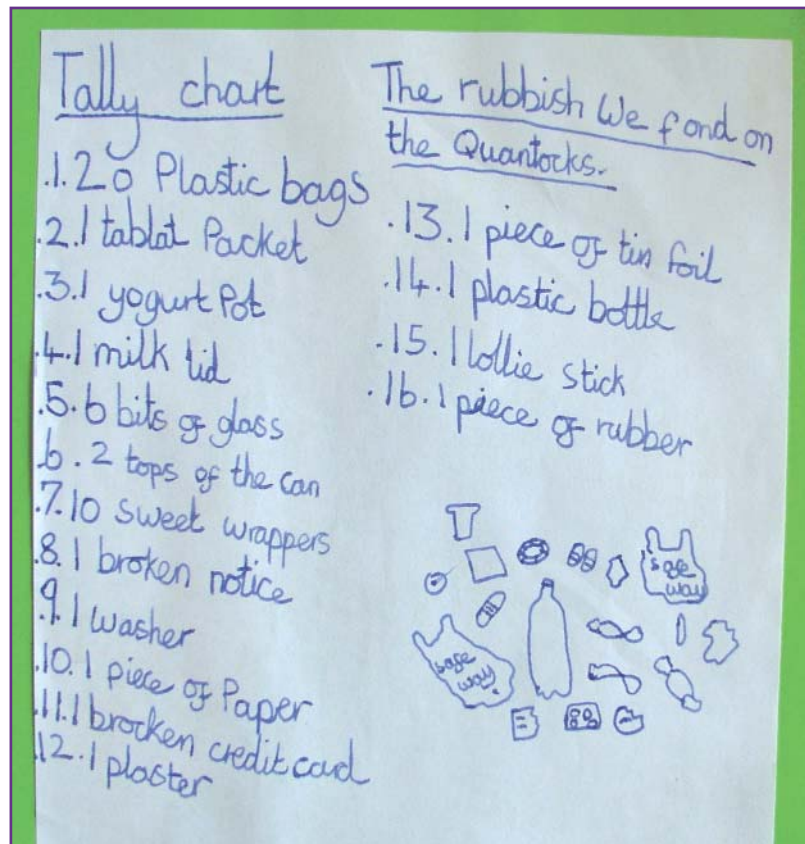 Tally chart
.1.20 Plastic bags
.2.1 tablat Packet
.3.1 yogurt Pot
.4.1 milk lid
.5.6 bits of glass
.6.2 tops of the can
.7.10 sweet wrappers
.8.1 broken notice
.9.1 washer
.10.1 piece of Paper
.11.1 brocken credit card
.12.1 plaster
The rubbish We fond on
the Quantocks.
.13.1 piece of tin foil
.14.1 plastic bottle
.15.1 lollie stick
.16.1 piece of rubber
safe
way
safe
way